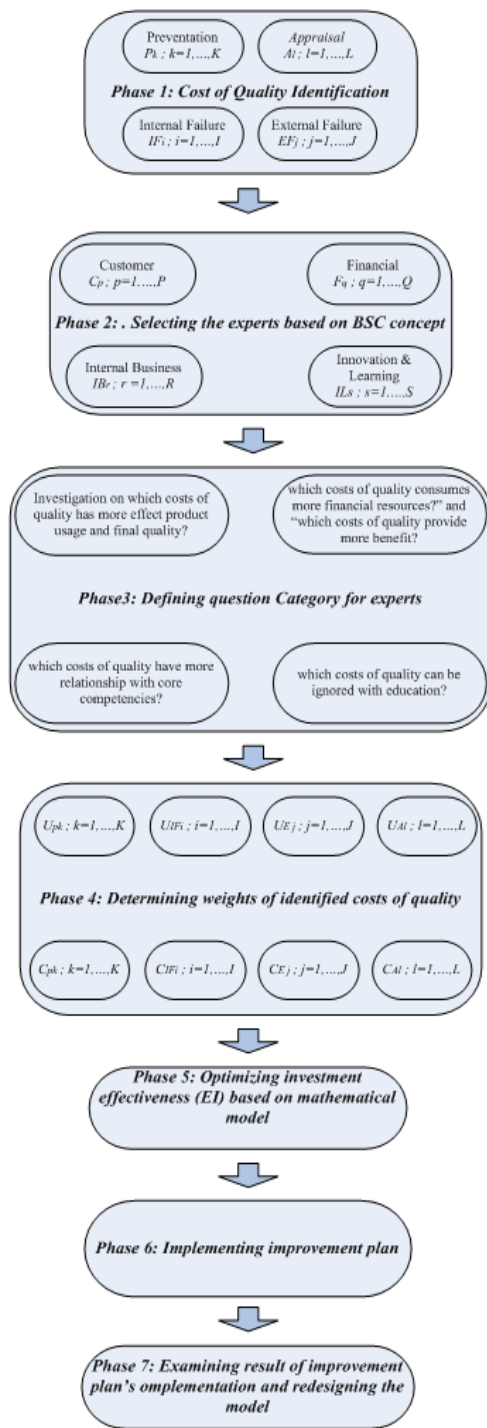 Preventation
Pk ; k=1,...,K
Appraisal
Al ; l=1,...,L
Phase 1: Cost of Quality Identification
Internal Failure
IFi ; i=1,...,I
External Failure
EFj ; j=1,...,J
Customer
Cp ; p=1,...,P
Financial
Fq ; q=1,...,Q
Phase 2: . Selecting the experts based on BSC concept
Internal Business
IBr ; r =1,...,R
Innovation &
Learning
ILs ; s=1,...,S
Investigation on which costs of
quality has more effect product
usage and final quality?
which costs of quality consumes
more financial resources?” and
“which costs of quality provide
more benefit?
Phase3: Defining question Category for experts
which costs of quality have more
relationship with core
competencies?
which costs of quality can be
ignored with education?
Upk ; k=1,...,K
UIFi ; i=1,...,I
UEj ; j=1,...,J
UAl ; l=1,...,L
Phase 4: Determining weights of identified costs of quality
Cpk ; k=1,...,K
CIFi ; i=1,...,I
CEj ; j=1,...,J
CAl ; l=1,...,L
Phase 5: Optimizing investment
effectiveness (EI) based on mathematical
model
Phase 6: Implementing improvement plan
Phase 7: Examining result of improvement
plan’s omplementation and redesigning the
model